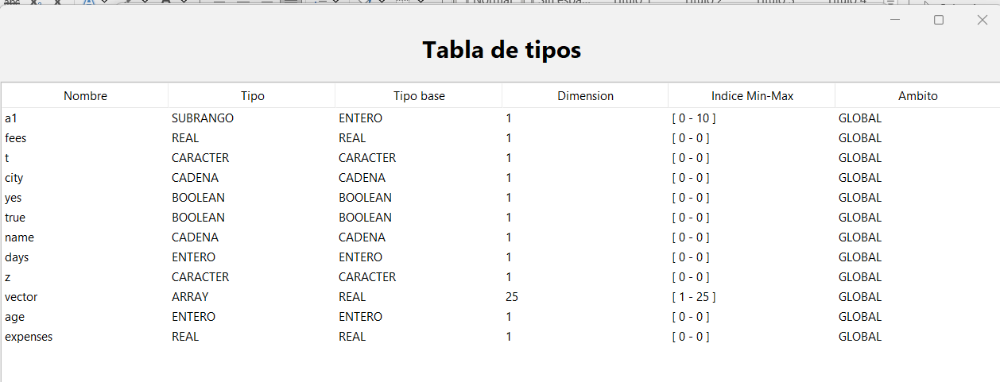 Tabla de tipos
Nombre Tipo Tipo base Dimension Indice Min-Max Ambito
a1 SUBRANGO ENTERO 1 [ 0 - 10 ] GLOBAL
fees REAL REAL 1 [ 0 - 0 ] GLOBAL
t CARACTER CARACTER 1 [ 0 - 0 ] GLOBAL
city CADENA CADENA 1 [ 0 - 0 ] GLOBAL
yes BOOLEAN BOOLEAN 1 [ 0 - 0 ] GLOBAL
true BOOLEAN BOOLEAN 1 [ 0 - 0 ] GLOBAL
name CADENA CADENA 1 [ 0 - 0 ] GLOBAL
days ENTERO ENTERO 1 [ 0 - 0 ] GLOBAL
z CARACTER CARACTER 1 [ 0 - 0 ] GLOBAL
vector ARRAY REAL 25 [ 1 - 25 ] GLOBAL
age ENTERO ENTERO 1 [ 0 - 0 ] GLOBAL
expenses REAL REAL 1 [ 0 - 0 ] GLOBAL